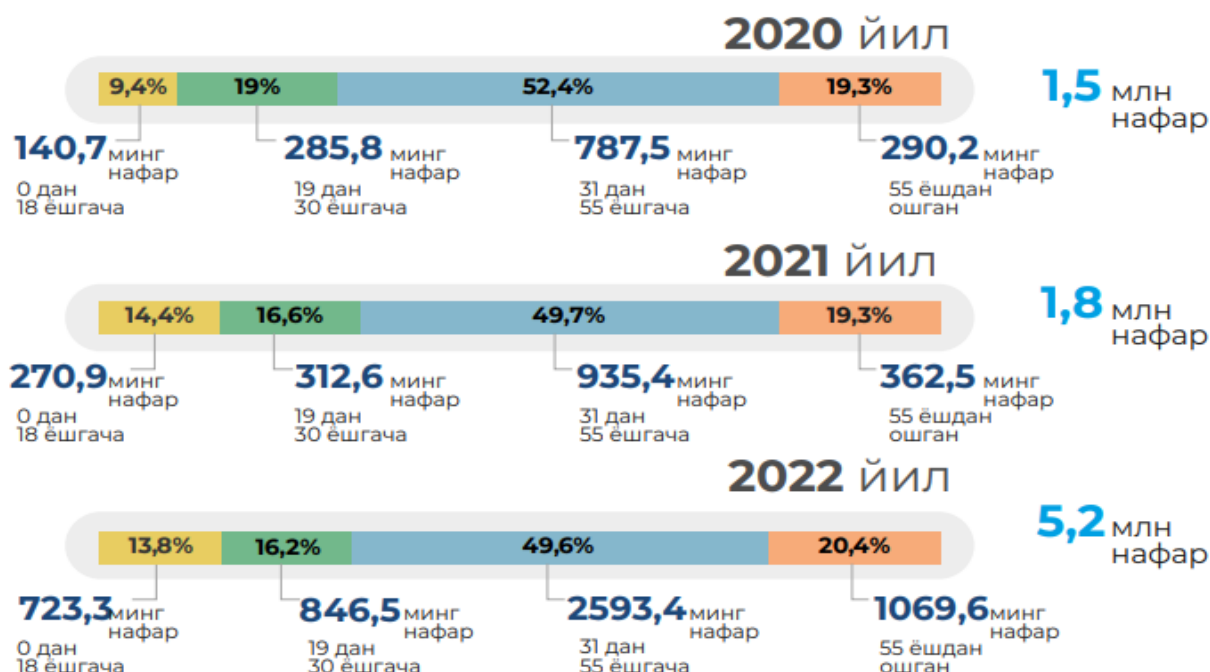 2020 йил
9,4% 19% 52,4% 19,3%
1,5 млн
нафар
140,7 минг
нафар
0 дан
18 ёшгача
285,8 минг
нафар
19 дан
30 ёшгача
787,5 минг
нафар
31 дан
55 ёшгача
290,2 минг
нафар
55 ёшдан
ошган
2021 йил
14,4% 16,6% 49,7% 19,3%
1,8 млн
нафар
270,9 минг
нафар
0 дан
18 ёшгача
312,6 минг
нафар
19 дан
30 ёшгача
935,4 минг
нафар
31 дан
55 ёшгача
362,5 минг
нафар
55 ёшдан
ошган
2022 йил
13,8% 16,2% 49,6% 20,4%
5,2 млн
нафар
723,3 минг
нафар
0 дан
18 ёшгача
846,5 минг
нафар
19 дан
30 ёшгача
2593,4 минг
нафар
31 дан
55 ёшгача
1069,6 минг
нафар
55 ёшдан
ошган